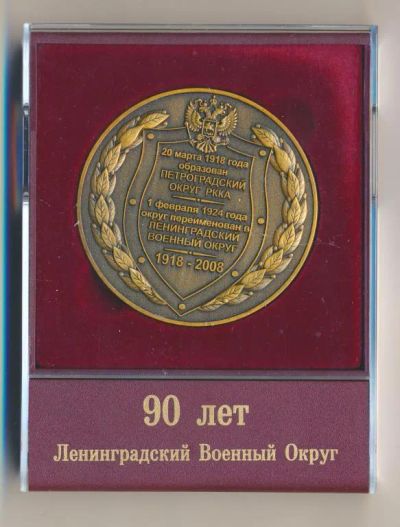 20 марта 1918 года
образован
ПЕТРОГРАДСКИЙ
ОКРУГ РККА
1 февраля 1924 года
округ переименован в
ЛЕНИНГРАДСКИЙ
ВОЕННЫЙ ОКРУГ
1918 - 2008
90 лет
Ленинградский Военный Округ